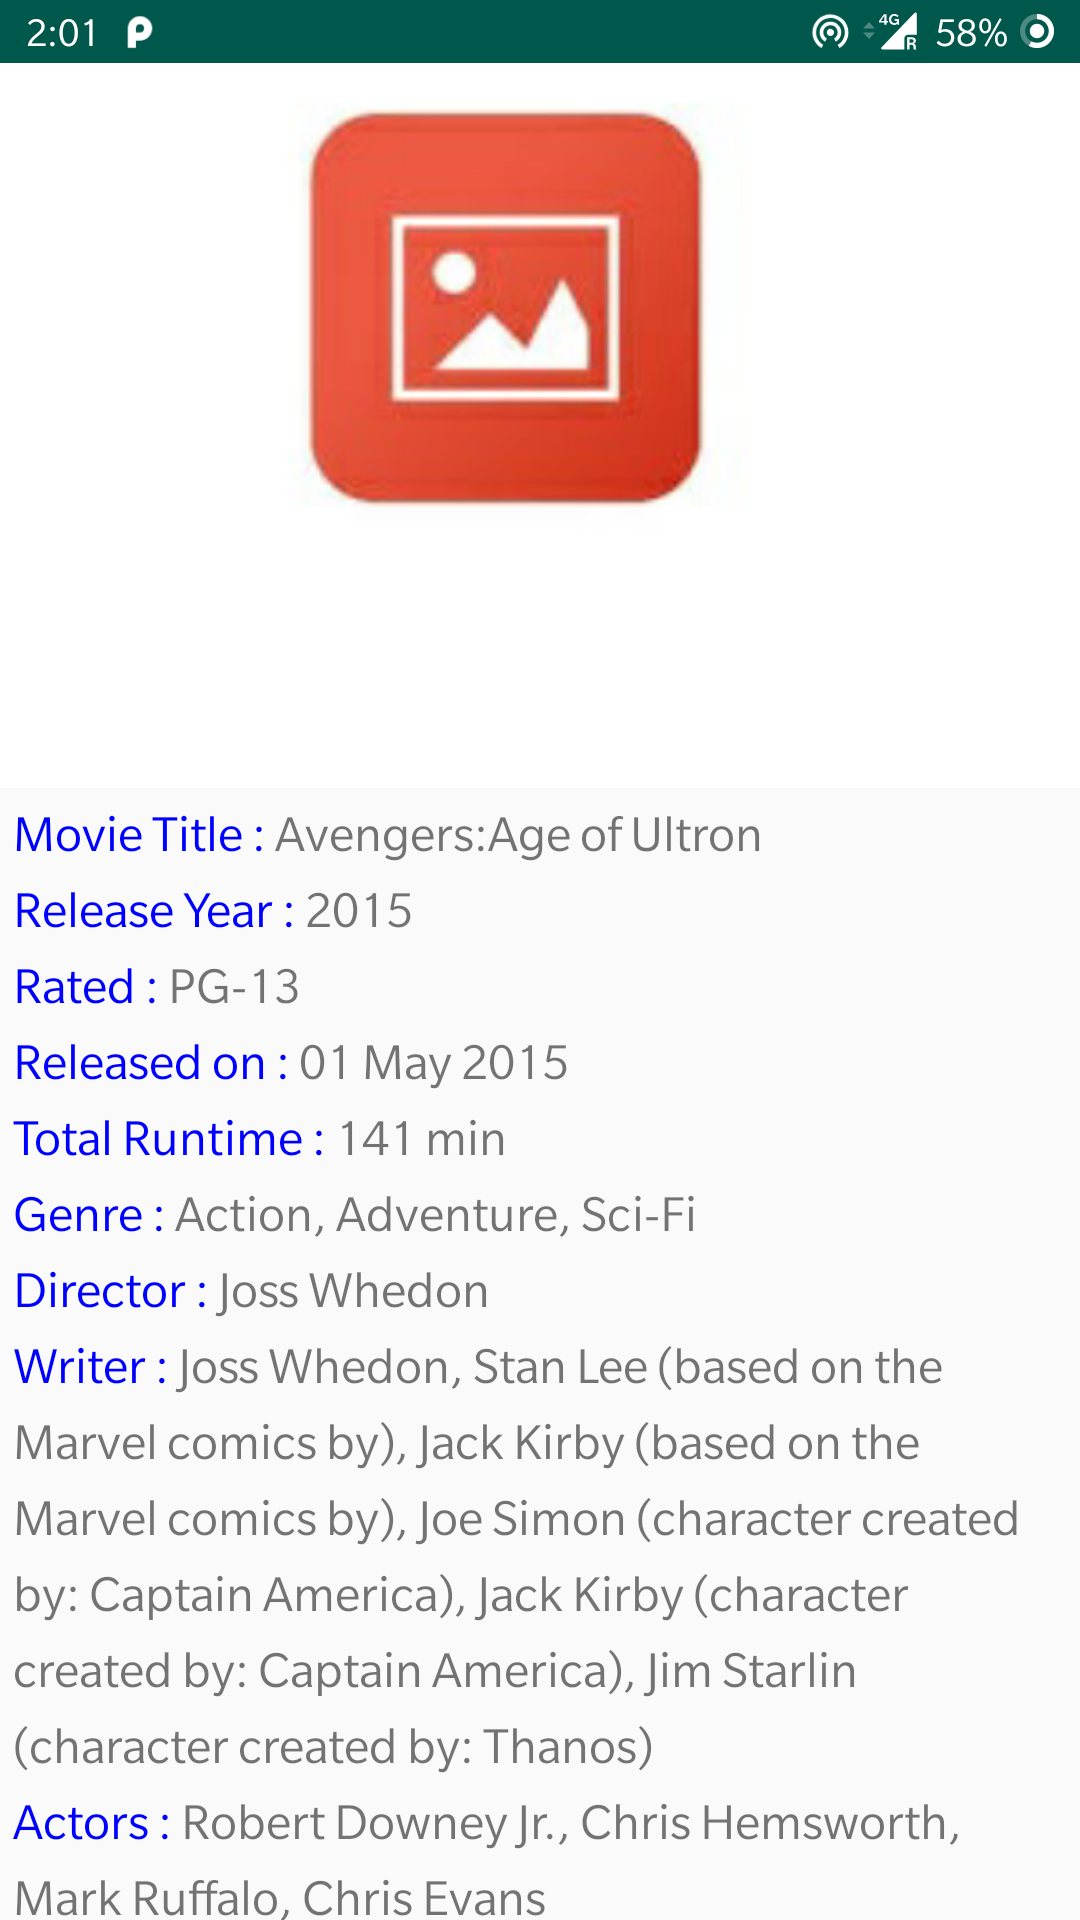 2:01 4G R 58%
Movie Title : Avengers:Age of Ultron
Release Year : 2015
Rated : PG-13
Released on : 01 May 2015
Total Runtime : 141 min
Genre : Action, Adventure, Sci-Fi
Director : Joss Whedon
Writer : Joss Whedon, Stan Lee (based on the
Marvel comics by), Jack Kirby (based on the
Marvel comics by), Joe Simon (character created
by: Captain America), Jack Kirby (character
created by: Captain America), Jim Starlin
(character created by: Thanos)
Actors : Robert Downey Jr., Chris Hemsworth,
Mark Ruffalo, Chris Evans